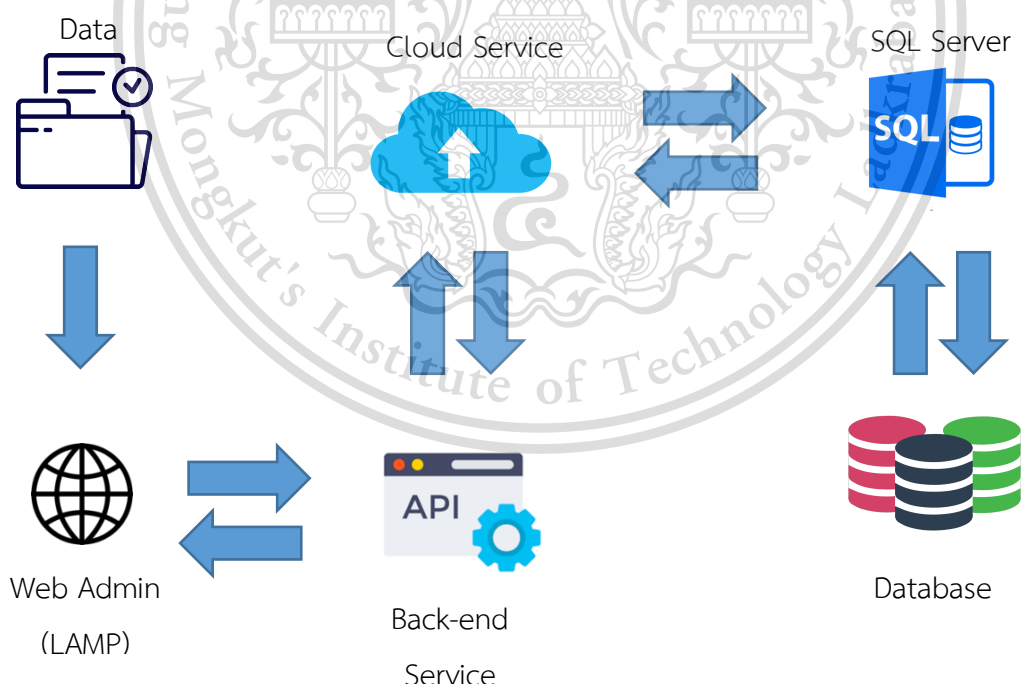 Data
Cloud Service
SQL Server
SQL
Mongkut's Institute of Technology
API
Web Admin
(LAMP)
Back-end
Service
Database